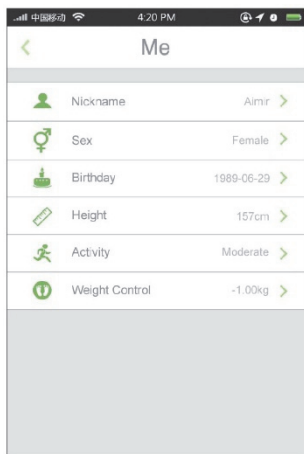 中国移动 4:20 PM
Me
Nickname Aimir
Sex Female
Birthday 1989-06-29
Height 157cm
Activity Moderate
Weight Control -1.00kg